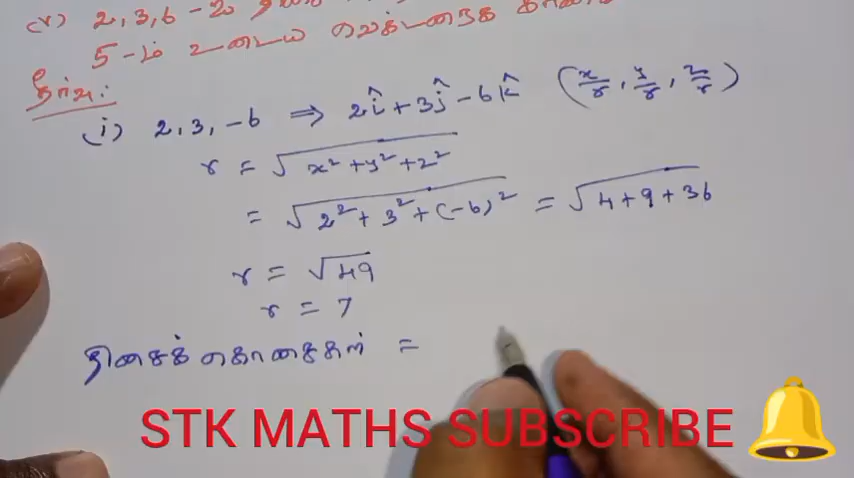 (v) 2, 3, 6 - ல்
5 - ம் உடைய வெக்டரைக்
தீர்வு:
(i) 2, 3, -6 ⇒ 2î + 3ĵ - 6k̂ (x/r, y/r, z/r)
r = √(x² + y² + z²)
= √(2² + 3² + (-6)²) = √(4 + 9 + 36)
r = √49
r = 7
திசைக் கொசைகள் =
STK MATHS SUBSCRIBE